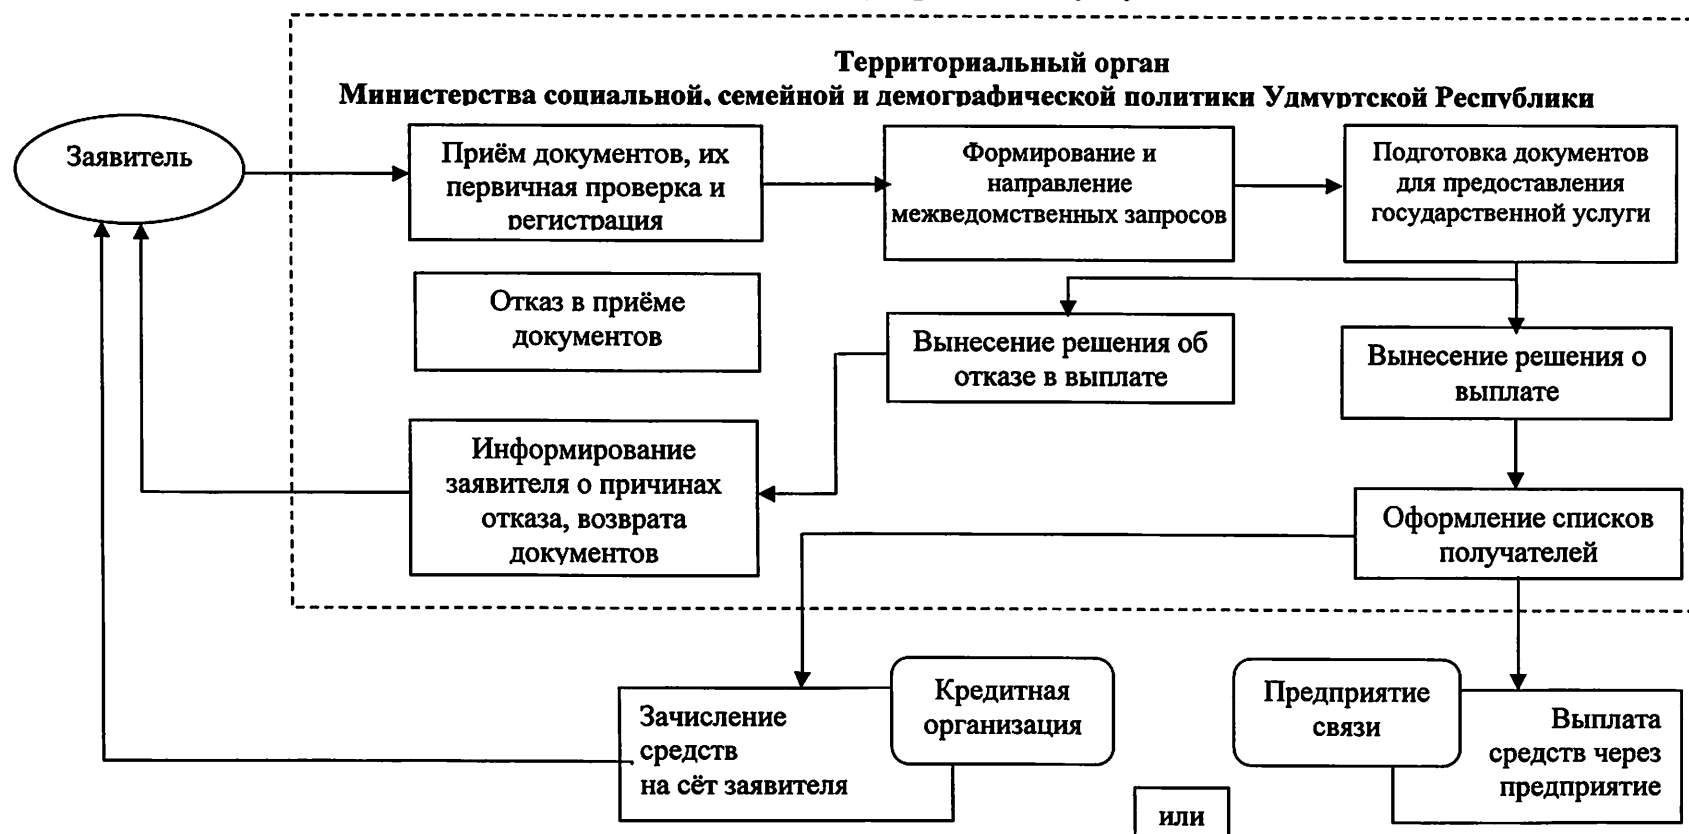 Территориальный орган
Министерства социальной, семейной и демографической политики Удмуртской Республики
Заявитель
Приём документов, их
первичная проверка и
регистрация
Формирование и
направление
межведомственных запросов
Подготовка документов
для предоставления
государственной услуги
Отказ в приёме
документов
Вынесение решения об
отказе в выплате
Вынесение решения о
выплате
Информирование
заявителя о причинах
отказа, возврата
документов
Оформление списков
получателей
Зачисление
средств
на сёт заявителя
Кредитная
организация
Предприятие
связи
Выплата
средств через
предприятие
или